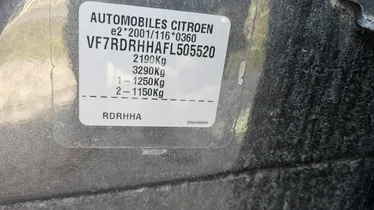 AUTOMOBILES CITROEN
e2*2001/116*0360
VF7RDRHHAFL505520
2190Kg
3290Kg
1-1250Kg
2-1150Kg
RDRHHA